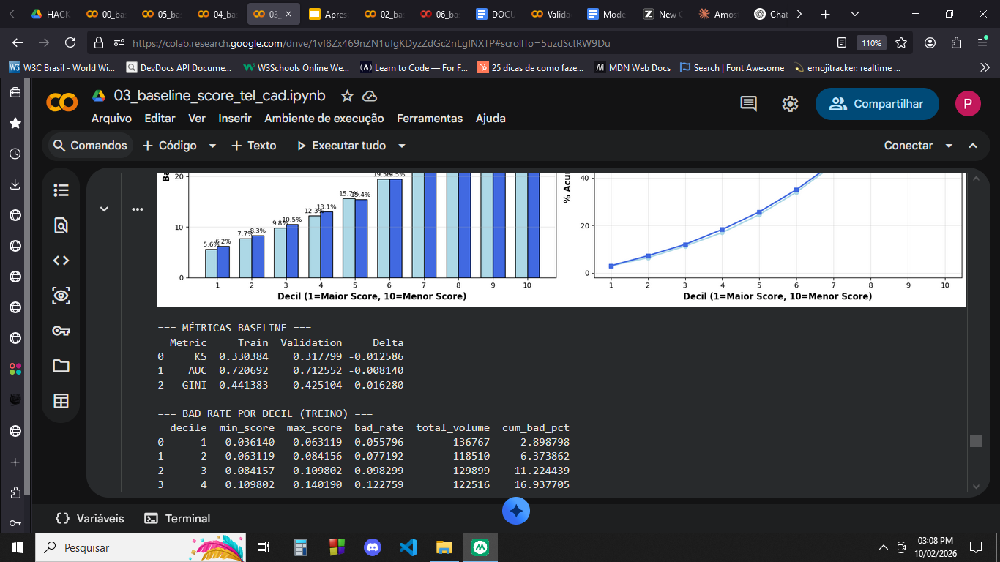 HACK
00_ba
05_ba
04_ba
03_
Apres
02_ba
06_ba
DOCU
Valida
Mode
New C
Amos
Chat
https://colab.research.google.com/drive/1vf8Zx469nZN1uIgKDyzZdGc2nLgINXTP#scrollTo=5uzdSctRW9Du
110%
W3C Brasil - World Wi...
DevDocs API Docume...
W3Schools Online We...
Learn to Code — For F...
25 dicas de como faze...
MDN Web Docs
Search | Font Awesome
emojitracker: realtime ...
03_baseline_score_tel_cad.ipynb
Arquivo Editar Ver Inserir Ambiente de execução Ferramentas Ajuda
Compartilhar
P
Comandos
+ Código
+ Texto
Executar tudo
Conectar
Ba
20
10
0
5.6% 6.2% 7.7% 8.3% 9.8% 10.5% 12.3% 13.1% 15.7% 15.4% 19.5% 19.5%
1 2 3 4 5 6 7 8 9 10
Decil (1=Maior Score, 10=Menor Score)
% Acu
40
20
0
1 2 3 4 5 6 7 8 9 10
Decil (1=Maior Score, 10=Menor Score)
=== MÉTRICAS BASELINE ===
Metric Train Validation Delta
0 KS 0.330384 0.317799 -0.012586
1 AUC 0.720692 0.712552 -0.008140
2 GINI 0.441383 0.425104 -0.016280
=== BAD RATE POR DECIL (TREINO) ===
decile min_score max_score bad_rate total_volume cum_bad_pct
0 1 0.036140 0.063119 0.055796 136767 2.898798
1 2 0.063119 0.084156 0.077192 118510 6.373862
2 3 0.084157 0.109802 0.098299 129899 11.224439
3 4 0.109802 0.140190 0.122759 122516 16.937705
Variáveis
Terminal
Pesquisar
03:08 PM
10/02/2026